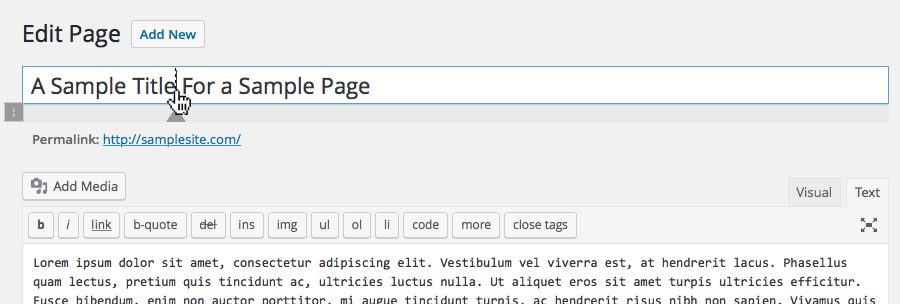 Edit Page Add New
A Sample Title For a Sample Page
Permalink: http://samplesite.com/
Add Media
Visual Text
b i link b-quote del ins img ul ol li code more close tags
Lorem ipsum dolor sit amet, consectetur adipiscing elit. Vestibulum vel viverra est, at hendrerit lacus. Phasellus
quam lectus, pretium quis tincidunt ac, ultricies luctus nulla. Ut aliquet eros sit amet turpis ultricies efficitur.
Fusce bibendum, enim non auctor porttitor, mi augue tincidunt turpis, ac hendrerit risus nibh non sapien. Vivamus quis